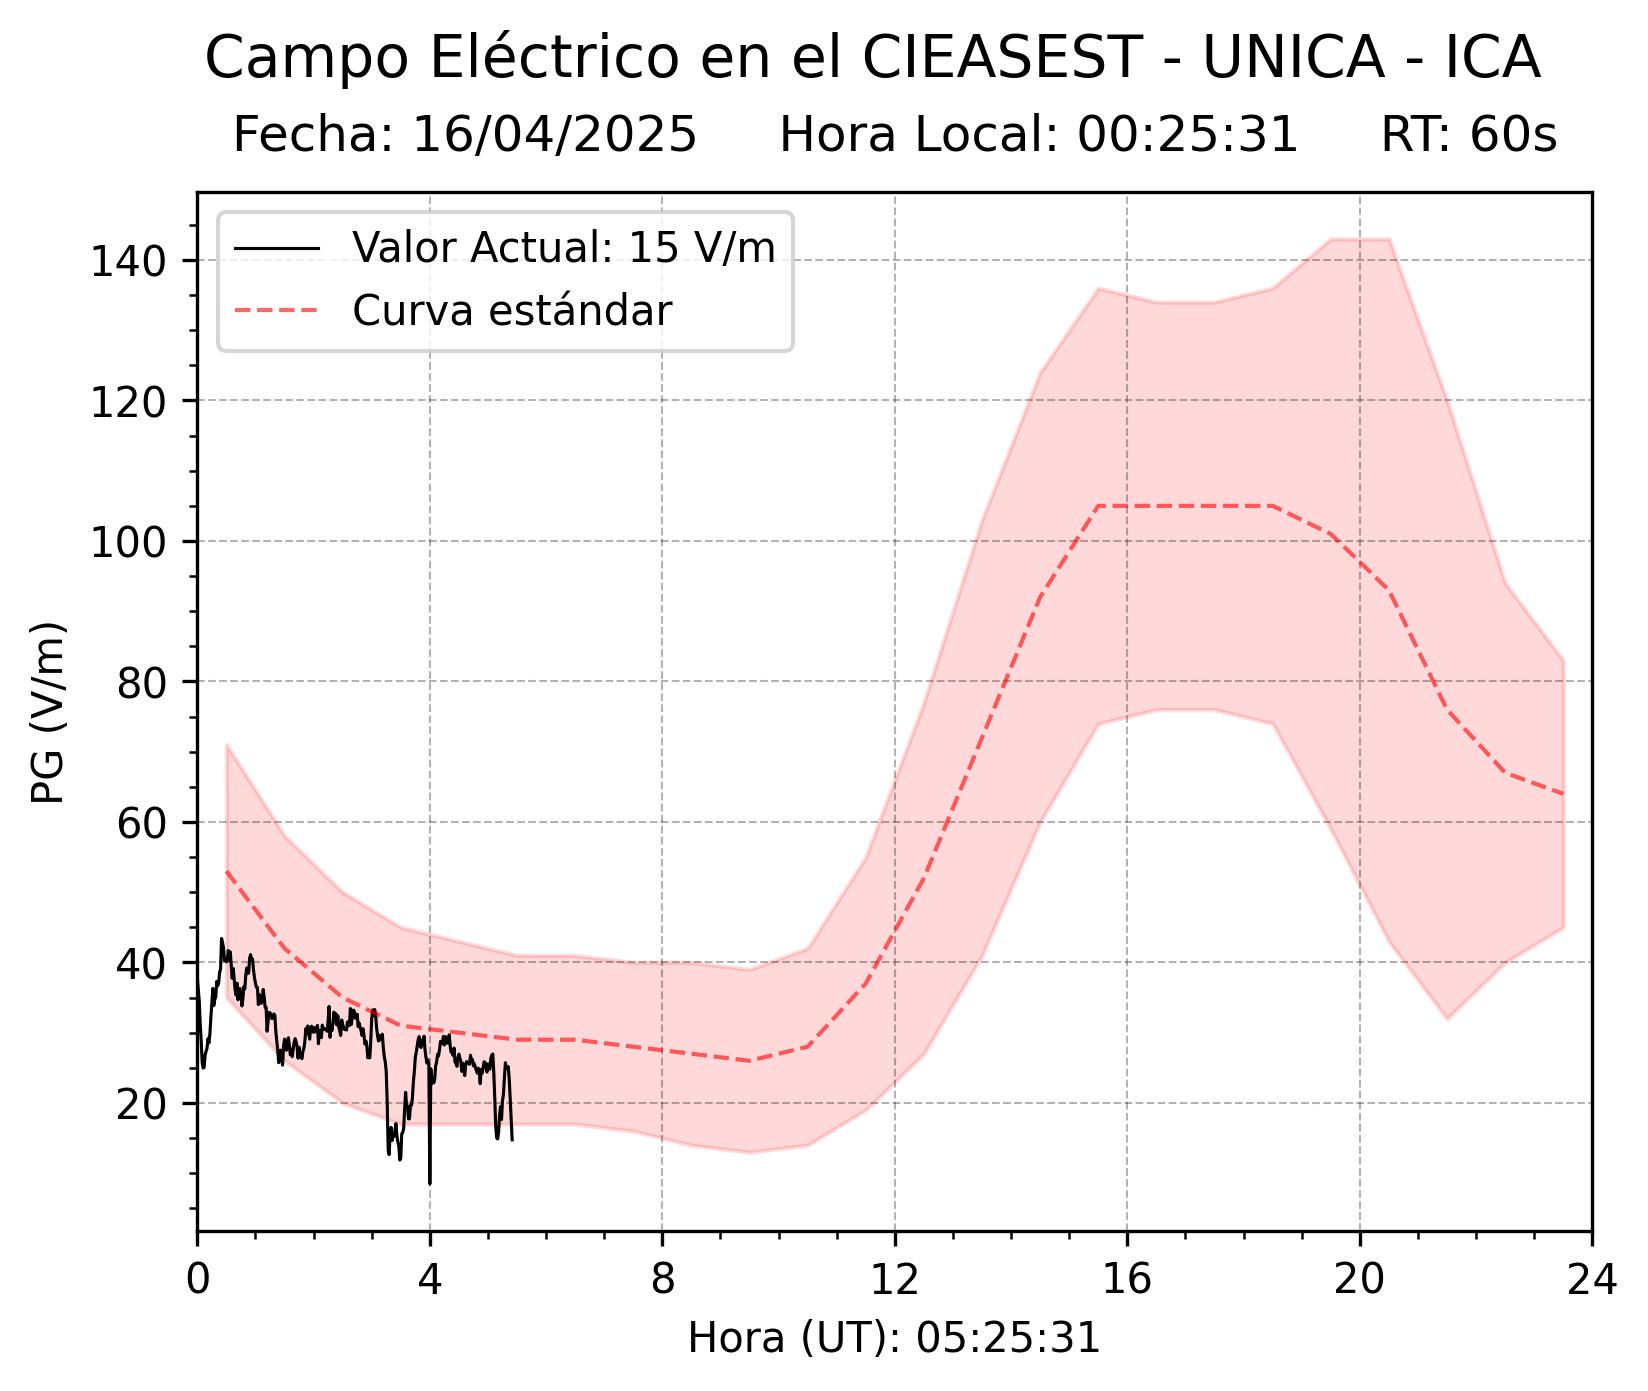 Campo Eléctrico en el CIEASEST - UNICA - ICA
Fecha: 16/04/2025 Hora Local: 00:25:31 RT: 60s
Valor Actual: 15 V/m
Curva estándar
140
120
100
80
60
40
20
PG (V/m)
0 4 8 12 16 20 24
Hora (UT): 05:25:31